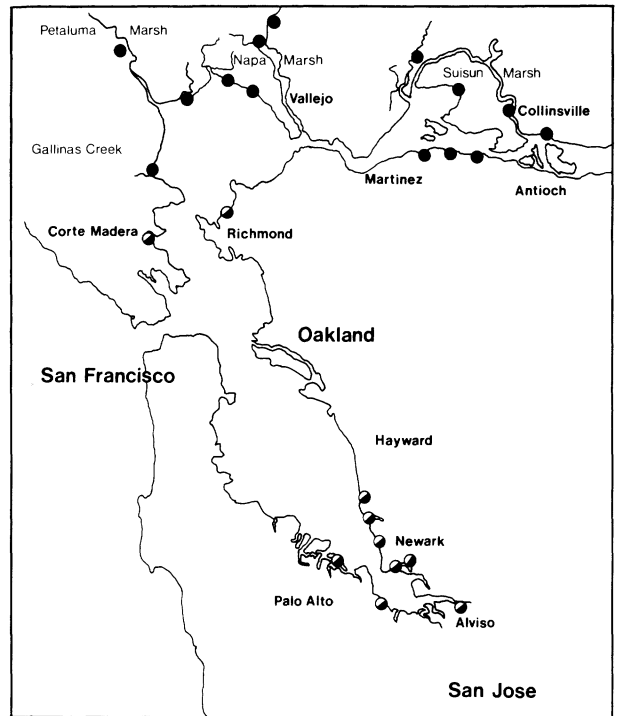 Petaluma Marsh
Napa Marsh
Suisun Marsh
Vallejo
Collinsville
Gallinas Creek
Martinez
Antioch
Corte Madera
Richmond
Oakland
San Francisco
Hayward
Newark
Palo Alto
Alviso
San Jose